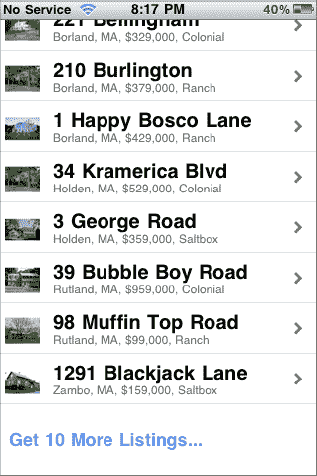 No Service 8:17 PM 40%
221 Bellingham
Borland, MA, $329,000, Colonial
210 Burlington
Borland, MA, $379,000, Ranch
1 Happy Bosco Lane
Borland, MA, $429,000, Ranch
34 Kramerica Blvd
Holden, MA, $529,000, Colonial
3 George Road
Holden, MA, $359,000, Saltbox
39 Bubble Boy Road
Rutland, MA, $959,000, Colonial
98 Muffin Top Road
Rutland, MA, $99,000, Ranch
1291 Blackjack Lane
Zambo, MA, $159,000, Saltbox
Get 10 More Listings...